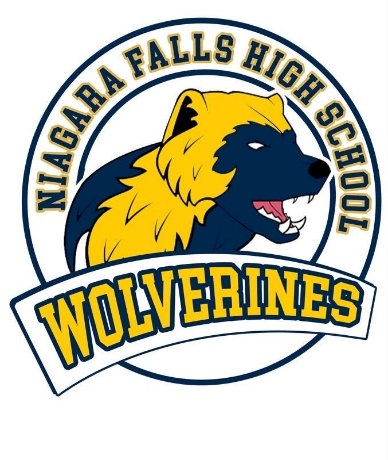 NIAGARA FALLS HIGH SCHOOL
WOLVERINES